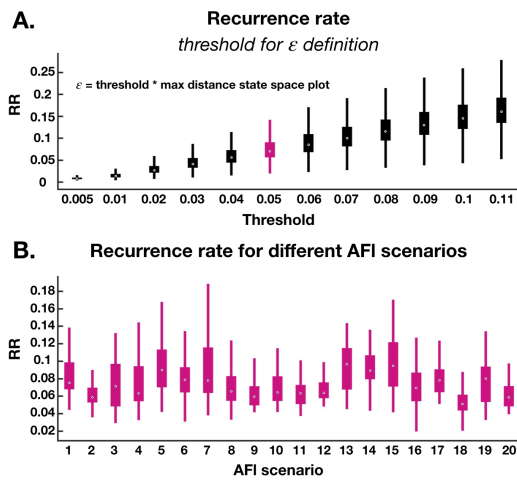 A.
Recurrence rate
threshold for ε definition
ε = threshold * max distance state space plot
RR
0.25
0.2
0.15
0.1
0.05
0
0.005 0.01 0.02 0.03 0.04 0.05 0.06 0.07 0.08 0.09 0.1 0.11
Threshold
B.
Recurrence rate for different AFI scenarios
RR
0.18
0.16
0.14
0.12
0.1
0.08
0.06
0.04
0.02
1 2 3 4 5 6 7 8 9 10 11 12 13 14 15 16 17 18 19 20
AFI scenario